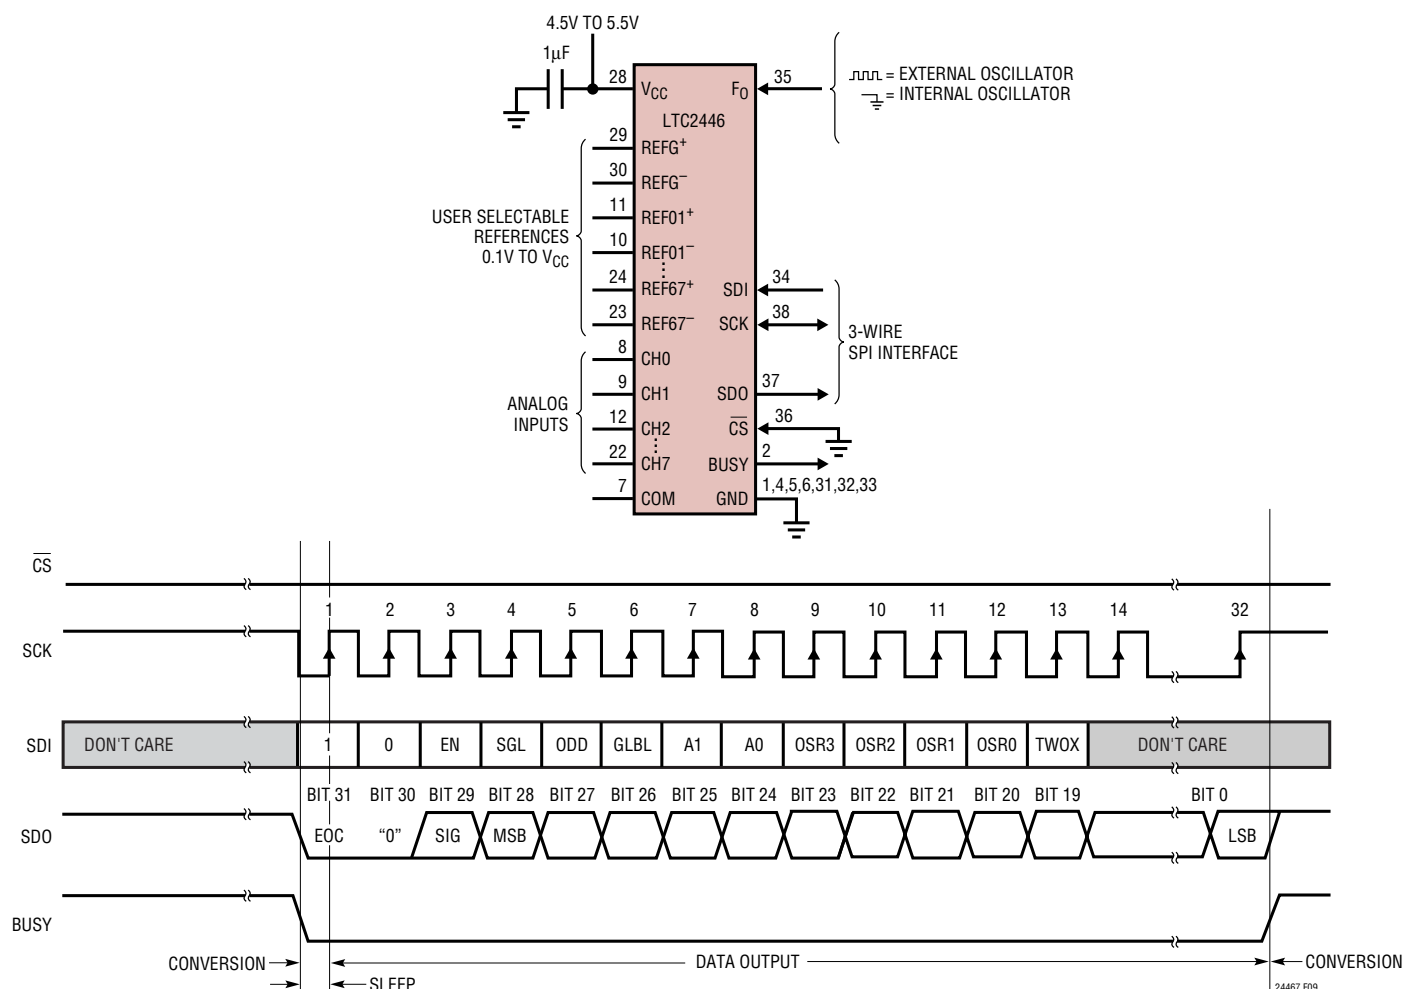 4.5V TO 5.5V
1µF
28
VCC
FO
35
= EXTERNAL OSCILLATOR
= INTERNAL OSCILLATOR
LTC2446
29
REFG+
30
REFG–
11
REF01+
10
REF01–
24
REF67+
23
REF67–
USER SELECTABLE
REFERENCES
0.1V TO VCC
SDI
34
SCK
38
3-WIRE
SPI INTERFACE
SDO
37
8
CH0
9
CH1
12
CH2
22
CH7
ANALOG
INPUTS
CS
36
BUSY
2
7
COM
GND
1,4,5,6,31,32,33
CS
1 2 3 4 5 6 7 8 9 10 11 12 13 14 32
SCK
SDI DON'T CARE 1 0 EN SGL ODD GLBL A1 A0 OSR3 OSR2 OSR1 OSR0 TWOX DON'T CARE
BIT 31 BIT 30 BIT 29 BIT 28 BIT 27 BIT 26 BIT 25 BIT 24 BIT 23 BIT 22 BIT 21 BIT 20 BIT 19 BIT 0
SDO EOC “0” SIG MSB LSB
BUSY
CONVERSION DATA OUTPUT CONVERSION
SLEEP
24467 F09